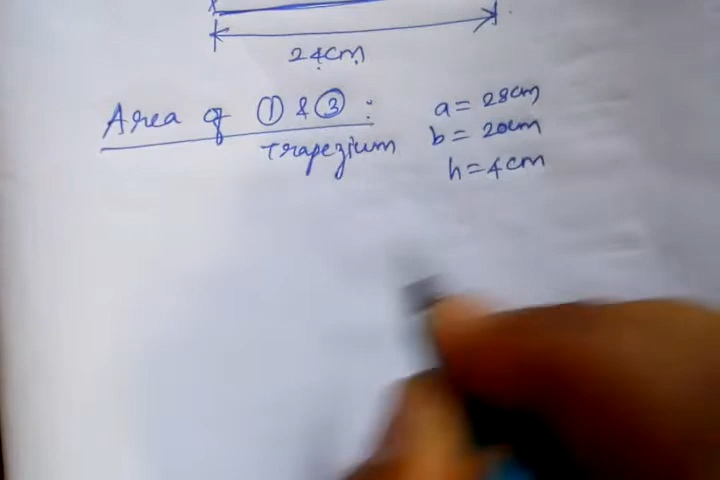 24cm
Area of ① & ③ :
Trapezium
a = 28cm
b = 20cm
h = 4cm